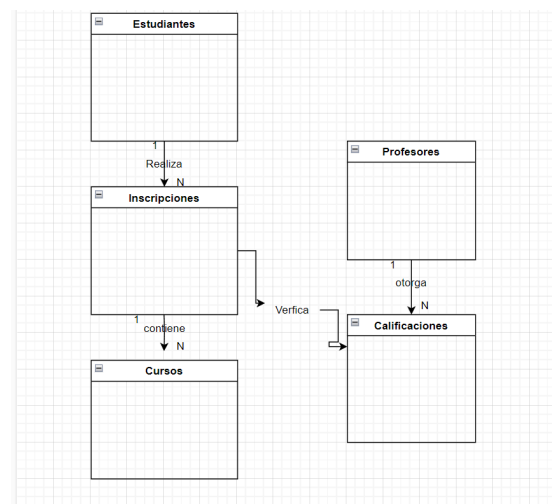 Estudiantes
1
Realiza
N
Inscripciones
1
contiene
N
Cursos
Verfica
Profesores
1
otorga
N
Calificaciones